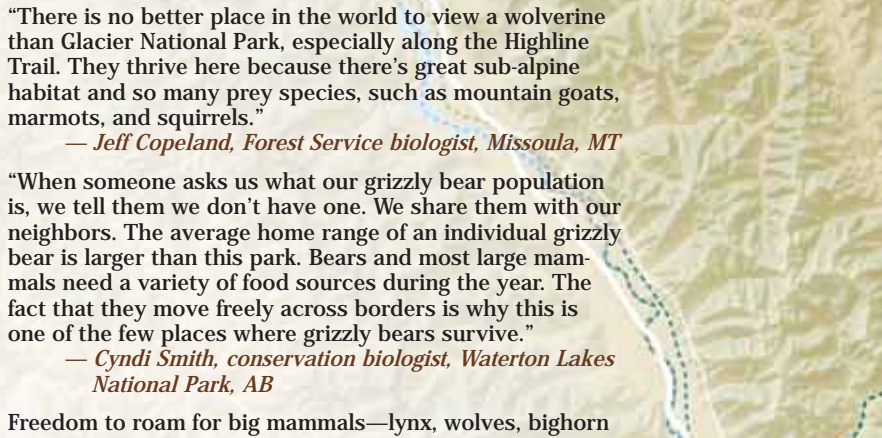 “There is no better place in the world to view a wolverine
than Glacier National Park, especially along the Highline
Trail. They thrive here because there’s great sub-alpine
habitat and so many prey species, such as mountain goats,
marmots, and squirrels.”
— Jeff Copeland, Forest Service biologist, Missoula, MT
“When someone asks us what our grizzly bear population
is, we tell them we don’t have one. We share them with our
neighbors. The average home range of an individual grizzly
bear is larger than this park. Bears and most large mam-
mals need a variety of food sources during the year. The
fact that they move freely across borders is why this is
one of the few places where grizzly bears survive.”
— Cyndi Smith, conservation biologist, Waterton Lakes
National Park, AB
Freedom to roam for big mammals—lynx, wolves, bighorn